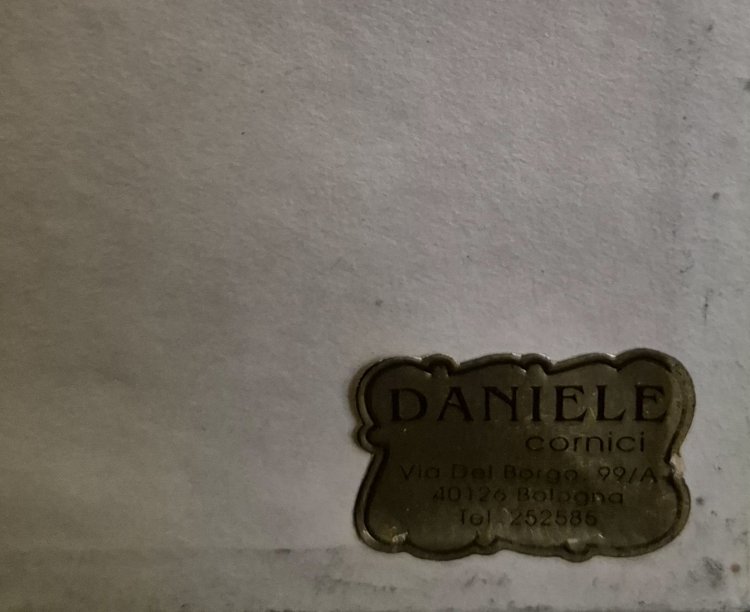 DANIELE
cornici
Via Del Borgo, 99/A
40126 Bologna
Tel. 252586